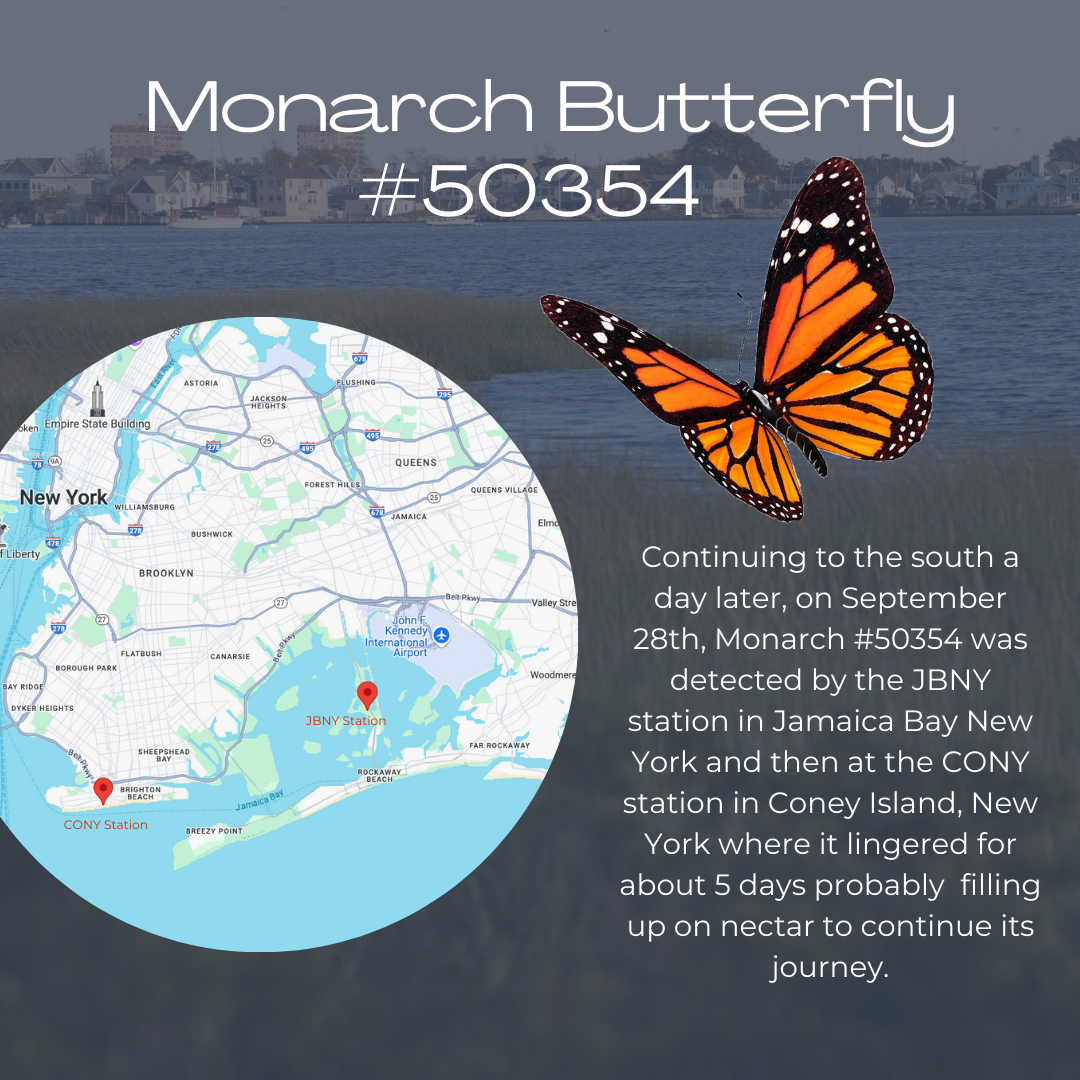 Monarch Butterfly
#50354
678
ASTORIA
FLUSHING
295
JACKSON
HEIGHTS
Empire State Building
East River
oken
25
495
278
495
78
9A
QUEENS
FOREST HILLS
QUEENS VILLAGE
New York
25
WILLIAMSBURG
678
JAMAICA
Elmo
278
BUSHWICK
478
f Liberty
BROOKLYN
Belt Pkwy
27
Valley Stre
27
278
John F.
Kennedy
International
Airport
FLATBUSH
CANARSIE
Belt Pkwy
BOROUGH PARK
Woodmere
BAY RIDGE
DYKER HEIGHTS
JBNY Station
FAR ROCKAWAY
SHEEPSHEAD
BAY
Belt Pkwy
ROCKAWAY
BEACH
BRIGHTON
BEACH
Jamaica Bay
CONY Station
BREEZY POINT
Continuing to the south a
day later, on September
28th, Monarch #50354 was
detected by the JBNY
station in Jamaica Bay New
York and then at the CONY
station in Coney Island, New
York where it lingered for
about 5 days probably  filling
up on nectar to continue its
journey.